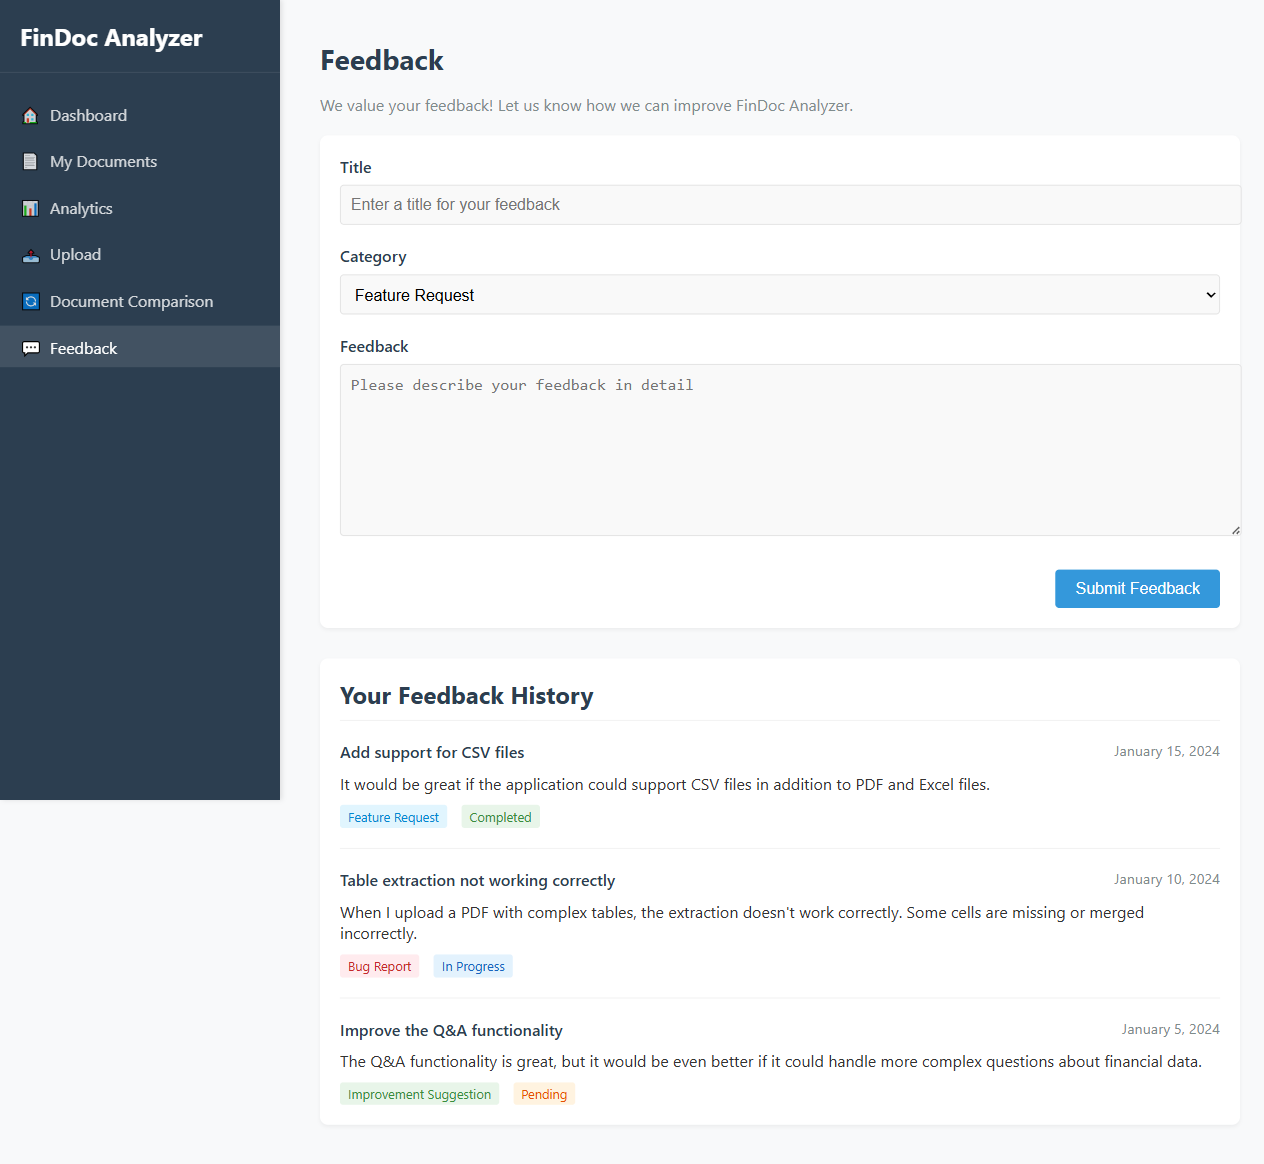 FinDoc Analyzer
Dashboard
My Documents
Analytics
Upload
Document Comparison
Feedback
Feedback
We value your feedback! Let us know how we can improve FinDoc Analyzer.
Title
Enter a title for your feedback
Category
Feature Request
Feedback
Please describe your feedback in detail
Submit Feedback
Your Feedback History
Add support for CSV files
January 15, 2024
It would be great if the application could support CSV files in addition to PDF and Excel files.
Feature Request
Completed
Table extraction not working correctly
January 10, 2024
When I upload a PDF with complex tables, the extraction doesn't work correctly. Some cells are missing or merged
incorrectly.
Bug Report
In Progress
Improve the Q&A functionality
January 5, 2024
The Q&A functionality is great, but it would be even better if it could handle more complex questions about financial data.
Improvement Suggestion
Pending